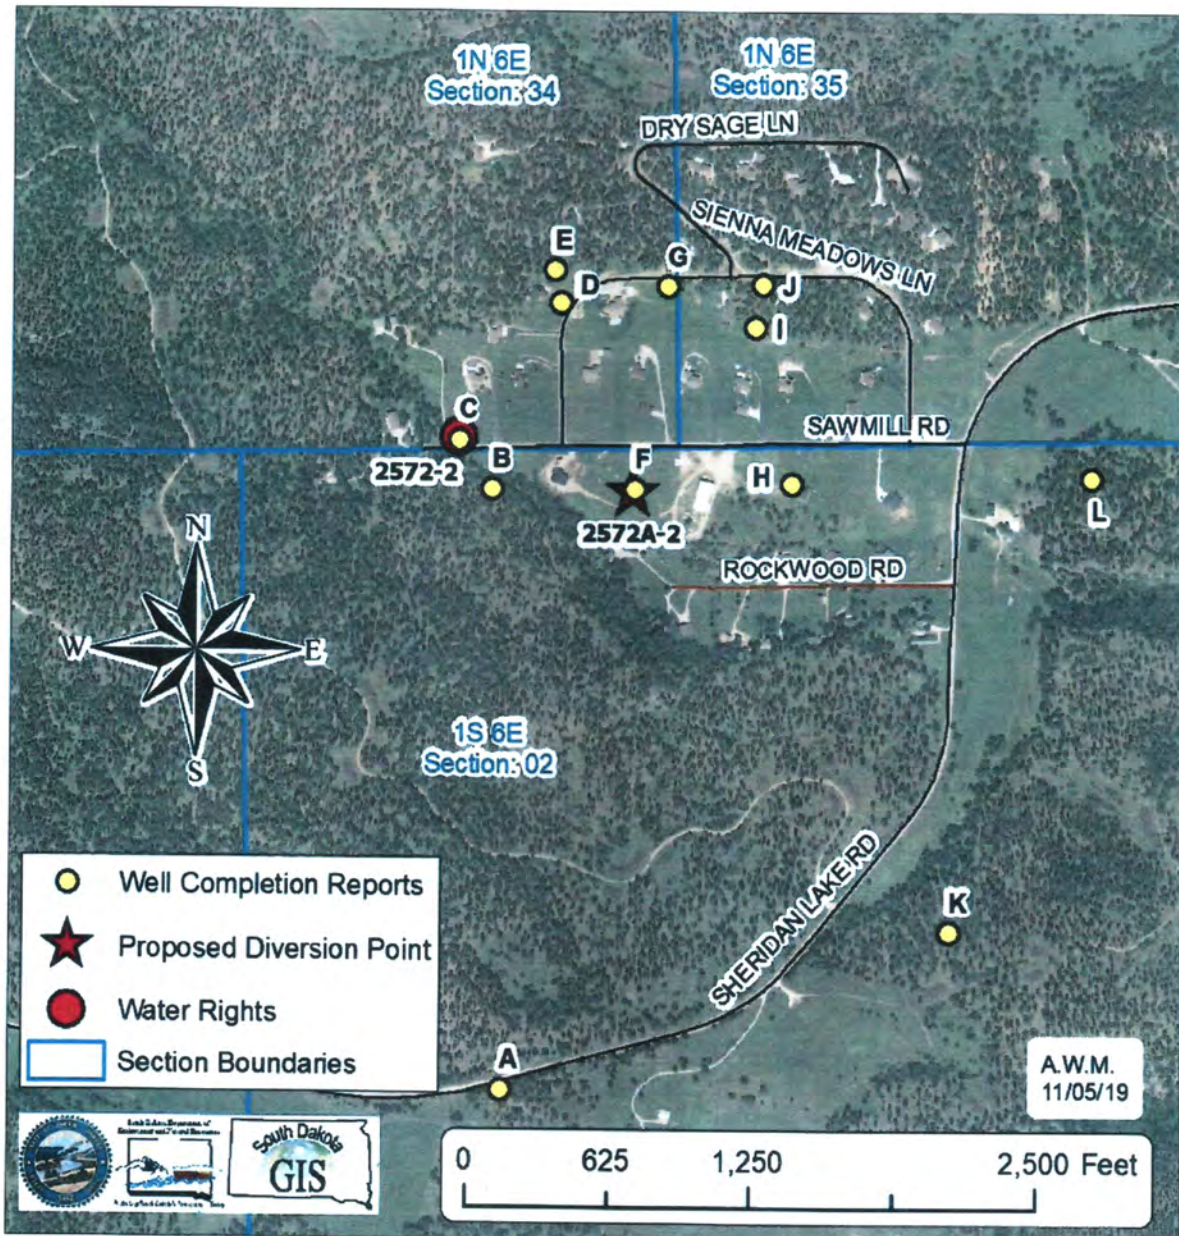 1N 6E
Section: 34
1N 6E
Section: 35
DRY SAGE LN
SIENNA MEADOWS LN
E
D
G
J
I
C
SAWMILL RD
2572-2
B
F
H
L
2572A-2
ROCKWOOD RD
N
W
E
S
1S 6E
Section: 02
SHERIDAN LAKE RD
K
A
Well Completion Reports
Proposed Diversion Point
Water Rights
Section Boundaries
A.W.M.
11/05/19
South Dakota
GIS
0
625
1,250
2,500 Feet